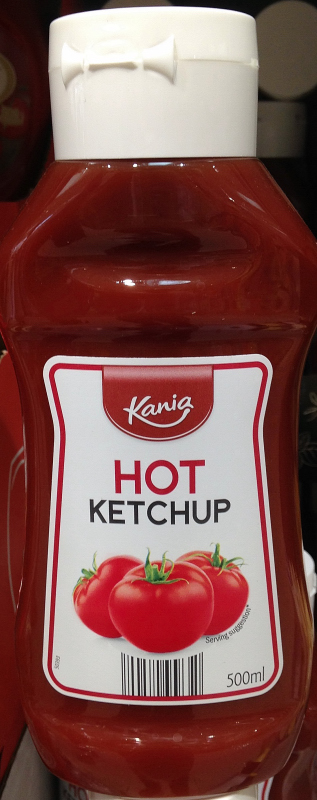 Kania
HOT
KETCHUP
Serving suggestion*
500ml